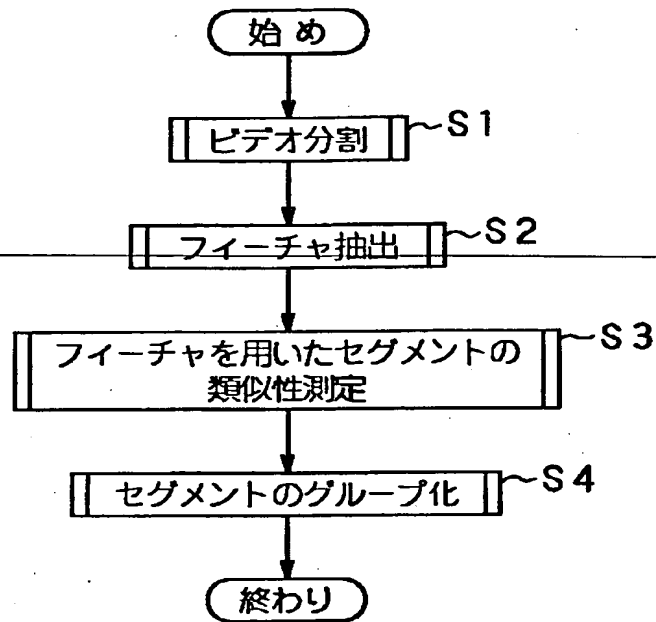 始め
ビデオ分割
S1
フィーチャ抽出
S2
フィーチャを用いたセグメントの
類似性測定
S3
セグメントのグループ化
S4
終わり